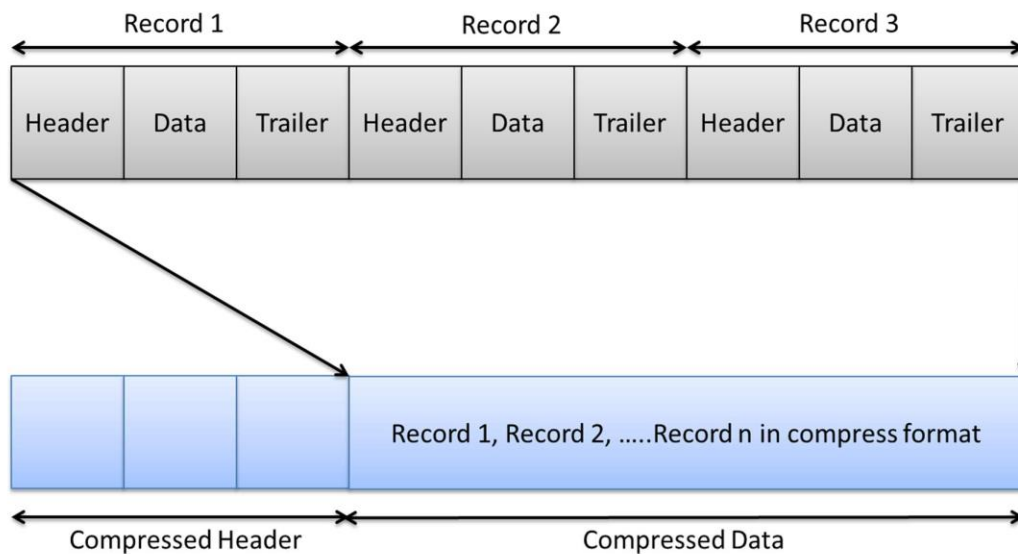 Record 1 Record 2 Record 3
Header Data Trailer Header Data Trailer Header Data Trailer
Record 1, Record 2, …..Record n in compress format
Compressed Header Compressed Data